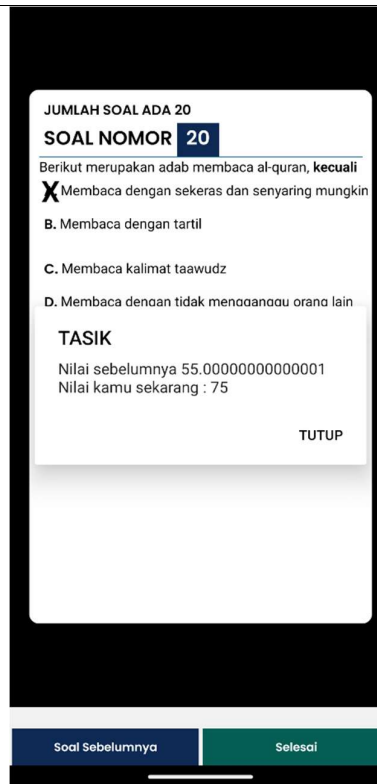 JUMLAH SOAL ADA 20
SOAL NOMOR 20
Berikut merupakan adab membaca al-quran, kecuali
X Membaca dengan sekeras dan senyaring mungkin
B. Membaca dengan tartil
C. Membaca kalimat taawudz
D. Membaca dengan tidak mengganggu orang lain
TASIK
Nilai sebelumnya 55.00000000000001
Nilai kamu sekarang : 75
TUTUP
Soal Sebelumnya
Selesai